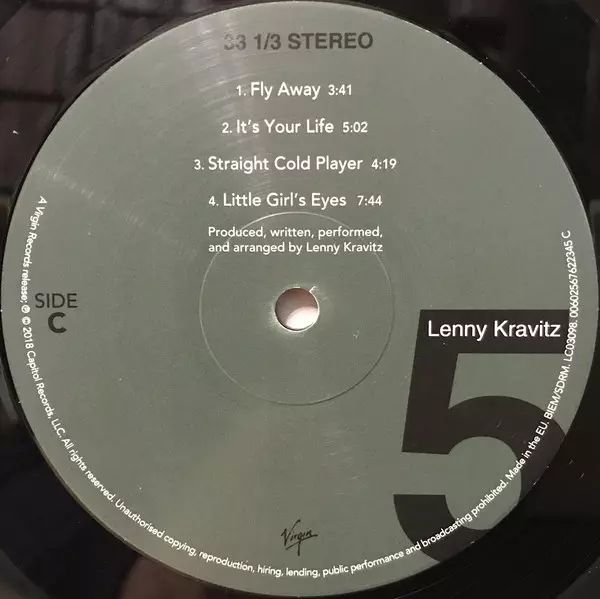 33 1/3 STEREO
1. Fly Away 3:41
2. It's Your Life 5:02
3. Straight Cold Player 4:19
4. Little Girl's Eyes 7:44
Produced, written, performed,
and arranged by Lenny Kravitz
SIDE
C
Lenny Kravitz
5
Virgin
A Virgin Records release; ℗ © 2018 Capitol Records, LLC. All rights reserved. Unauthorised copying, reproduction, hiring, lending, public performance and broadcasting prohibited. Made in the EU. BIEM/SDRM. LC03098. 00602567622345 C